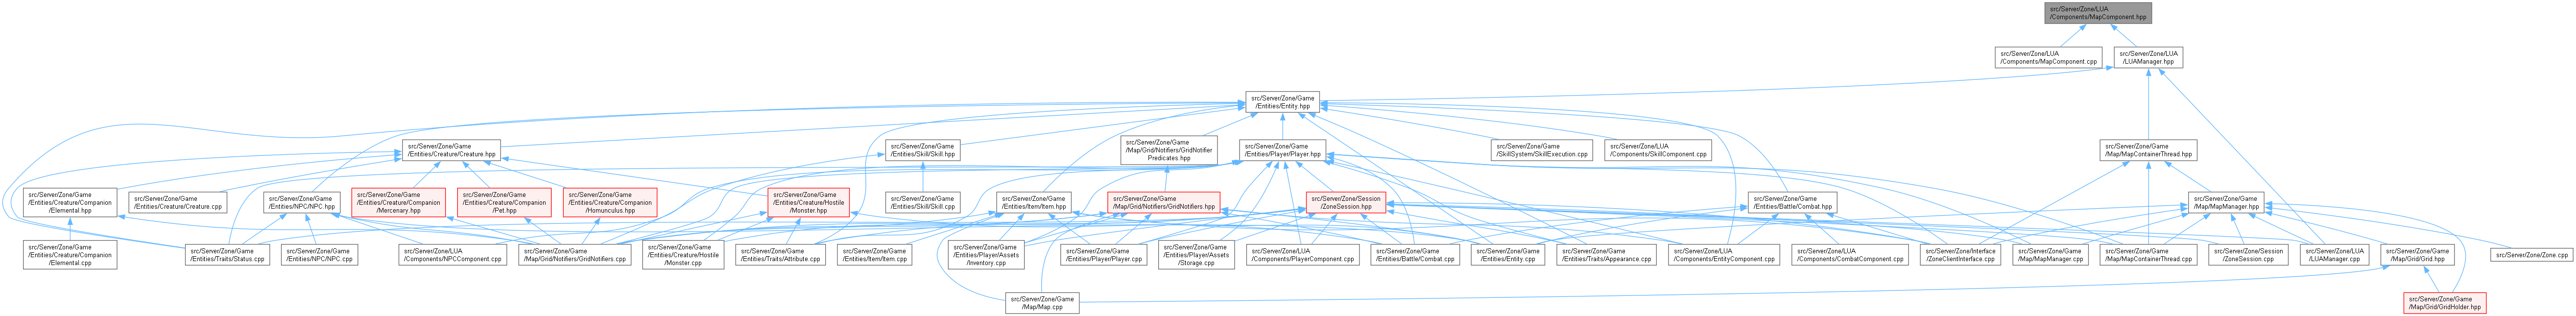 src/Server/Zone/LUA
/Components/MapComponent.hpp
src/Server/Zone/LUA
/Components/MapComponent.cpp
src/Server/Zone/LUA
/LUAManager.hpp
src/Server/Zone/Game
/Entities/Entity.hpp
src/Server/Zone/Game
/Entities/Creature/Creature.hpp
src/Server/Zone/Game
/Entities/Skill/Skill.hpp
src/Server/Zone/Game
/Map/Grid/Notifiers/GridNotifier
Predicates.hpp
src/Server/Zone/Game
/Entities/Player/Player.hpp
src/Server/Zone/Game
/SkillSystem/SkillExecution.cpp
src/Server/Zone/LUA
/Components/SkillComponent.cpp
src/Server/Zone/Game
/Map/MapContainerThread.hpp
src/Server/Zone/Game
/Entities/Creature/Companion
/Elemental.hpp
src/Server/Zone/Game
/Entities/Creature/Creature.cpp
src/Server/Zone/Game
/Entities/NPC/NPC.hpp
src/Server/Zone/Game
/Entities/Creature/Companion
/Mercenary.hpp
src/Server/Zone/Game
/Entities/Creature/Companion
/Pet.hpp
src/Server/Zone/Game
/Entities/Creature/Companion
/Homunculus.hpp
src/Server/Zone/Game
/Entities/Creature/Hostile
/Monster.hpp
src/Server/Zone/Game
/Entities/Skill/Skill.cpp
src/Server/Zone/Game
/Entities/Item/Item.hpp
src/Server/Zone/Game
/Map/Grid/Notifiers/GridNotifiers.hpp
src/Server/Zone/Session
/ZoneSession.hpp
src/Server/Zone/Game
/Entities/Battle/Combat.hpp
src/Server/Zone/Game
/Map/MapManager.hpp
src/Server/Zone/Game
/Entities/Creature/Companion
/Elemental.cpp
src/Server/Zone/Game
/Entities/Traits/Status.cpp
src/Server/Zone/Game
/Entities/NPC/NPC.cpp
src/Server/Zone/LUA
/Components/NPCComponent.cpp
src/Server/Zone/Game
/Map/Grid/Notifiers/GridNotifiers.cpp
src/Server/Zone/Game
/Entities/Creature/Hostile
/Monster.cpp
src/Server/Zone/Game
/Entities/Traits/Attribute.cpp
src/Server/Zone/Game
/Entities/Item/Item.cpp
src/Server/Zone/Game
/Entities/Player/Assets
/Inventory.cpp
src/Server/Zone/Game
/Entities/Player/Player.cpp
src/Server/Zone/Game
/Entities/Player/Assets
/Storage.cpp
src/Server/Zone/LUA
/Components/PlayerComponent.cpp
src/Server/Zone/Game
/Entities/Battle/Combat.cpp
src/Server/Zone/Game
/Entities/Entity.cpp
src/Server/Zone/Game
/Entities/Traits/Appearance.cpp
src/Server/Zone/LUA
/Components/EntityComponent.cpp
src/Server/Zone/LUA
/Components/CombatComponent.cpp
src/Server/Zone/Interface
/ZoneClientInterface.cpp
src/Server/Zone/Game
/Map/MapManager.cpp
src/Server/Zone/Game
/Map/MapContainerThread.cpp
src/Server/Zone/Session
/ZoneSession.cpp
src/Server/Zone/LUA
/LUAManager.cpp
src/Server/Zone/Game
/Map/Grid/Grid.hpp
src/Server/Zone/Zone.cpp
src/Server/Zone/Game
/Map/Map.cpp
src/Server/Zone/Game
/Map/Grid/GridHolder.hpp